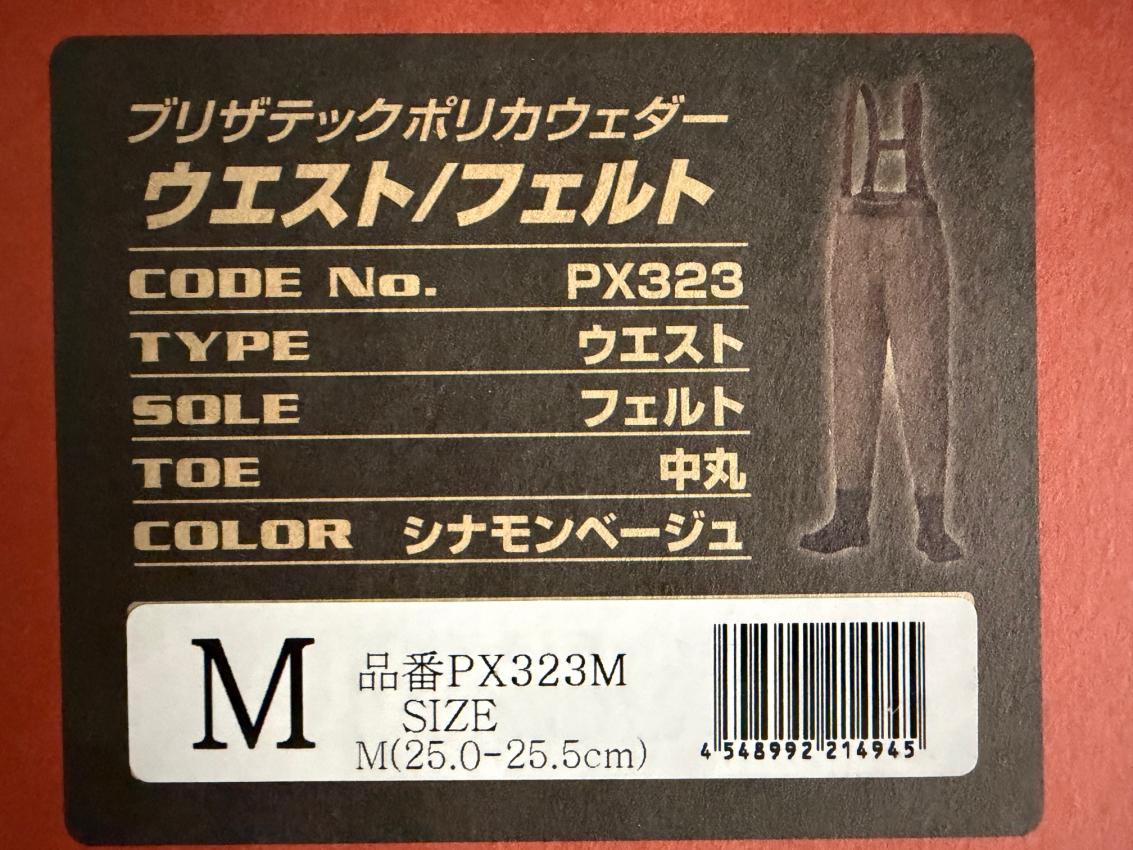 ブリザテックポリカウェダー
ウエスト/フェルト
CODE No. PX323
TYPE ウエスト
SOLE フェルト
TOE 中丸
COLOR シナモンベージュ
M
品番PX323M
SIZE
M(25.0-25.5cm)
4548992214945